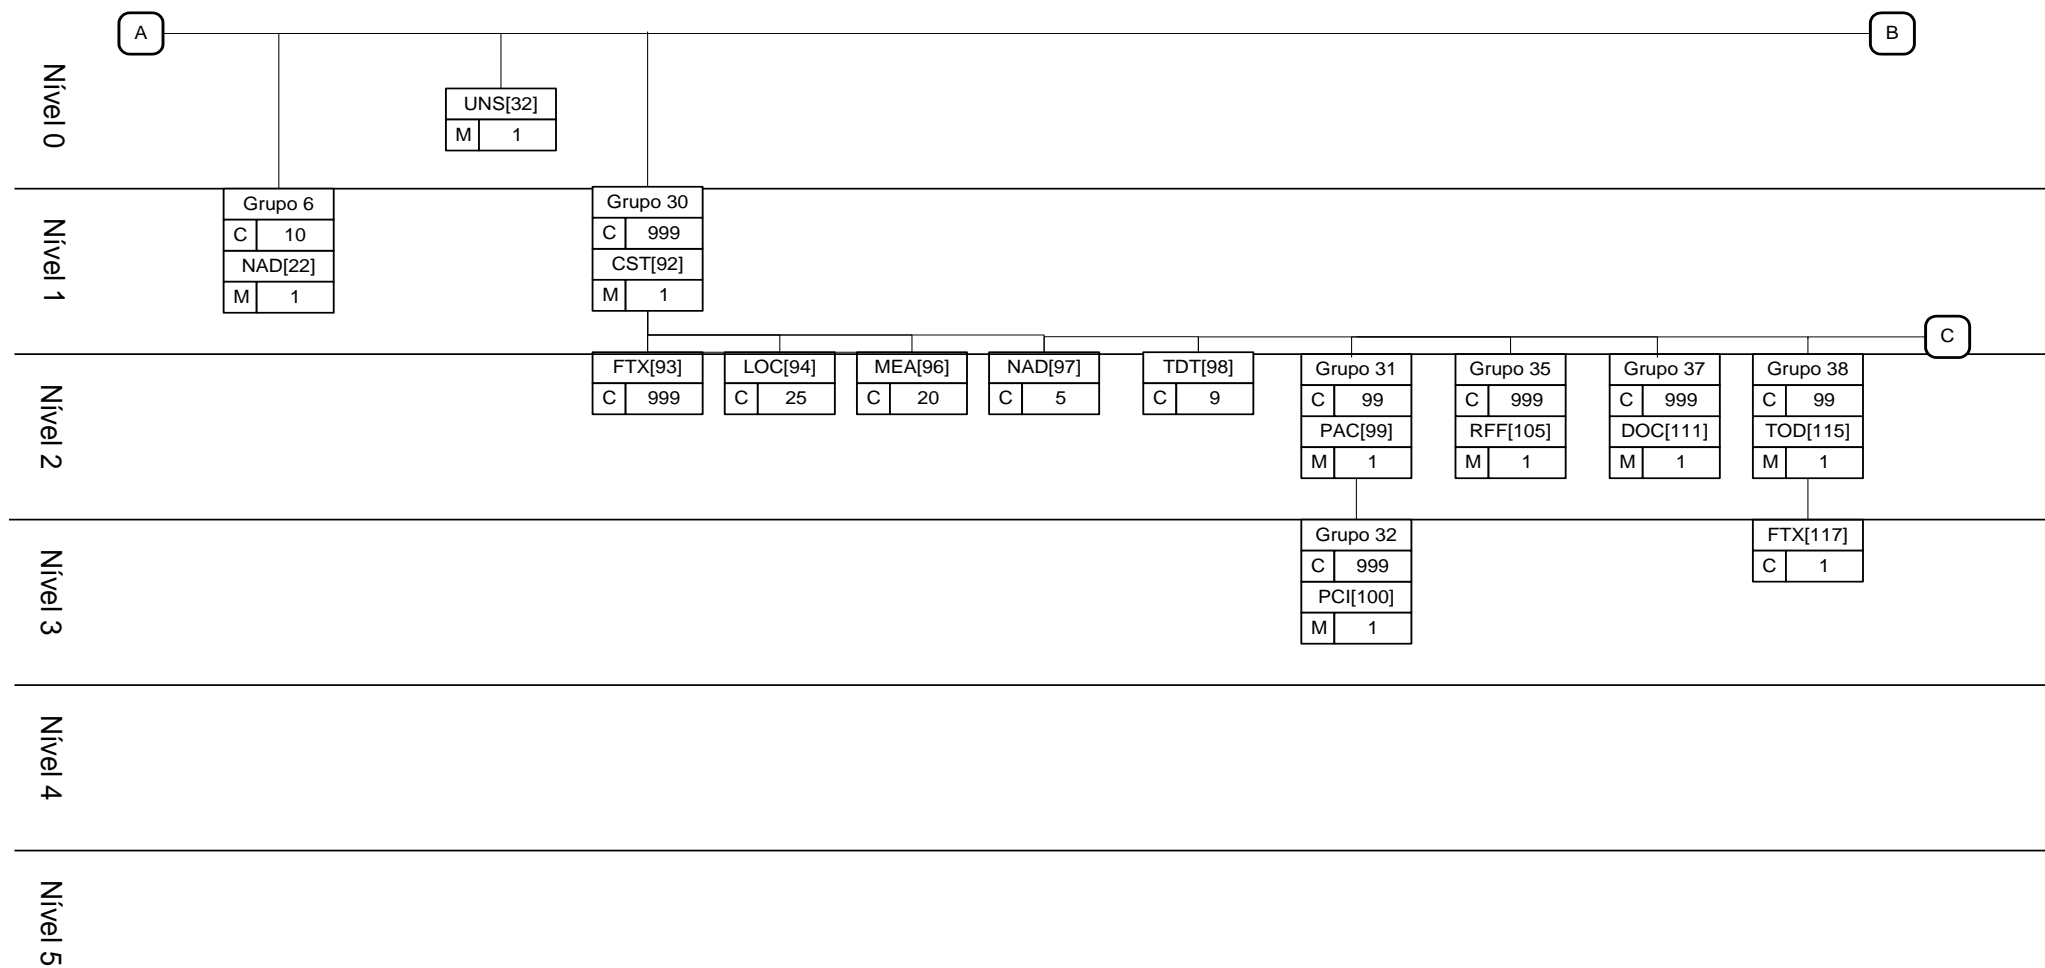 A
B
Nível 0
UNS[32]
M 1
Nível 1
Grupo 6
C 10
NAD[22]
M 1
Grupo 30
C 999
CST[92]
M 1
C
Nível 2
FTX[93]
C 999
LOC[94]
C 25
MEA[96]
C 20
NAD[97]
C 5
TDT[98]
C 9
Grupo 31
C 99
PAC[99]
M 1
Grupo 35
C 999
RFF[105]
M 1
Grupo 37
C 999
DOC[111]
M 1
Grupo 38
C 99
TOD[115]
M 1
Nível 3
Grupo 32
C 999
PCI[100]
M 1
FTX[117]
C 1
Nível 4
Nível 5